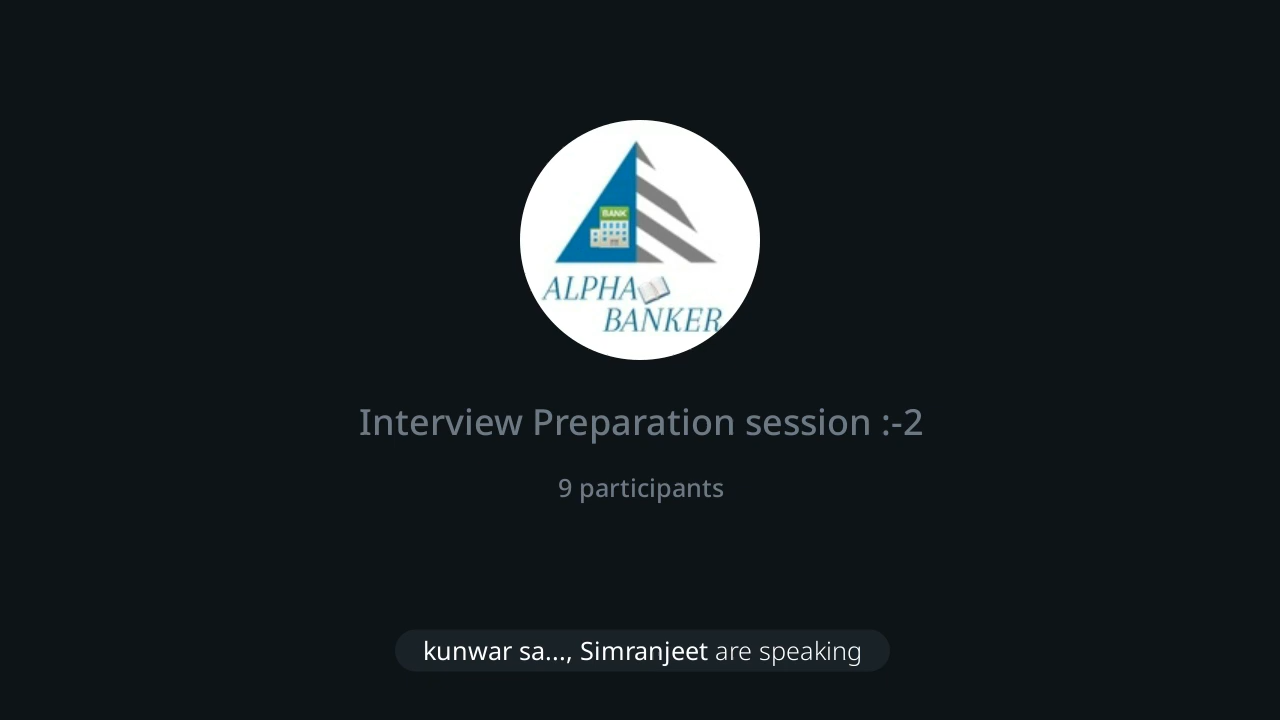 BANK
ALPHA
BANKER
Interview Preparation session :-2
9 participants
kunwar sa..., Simranjeet are speaking